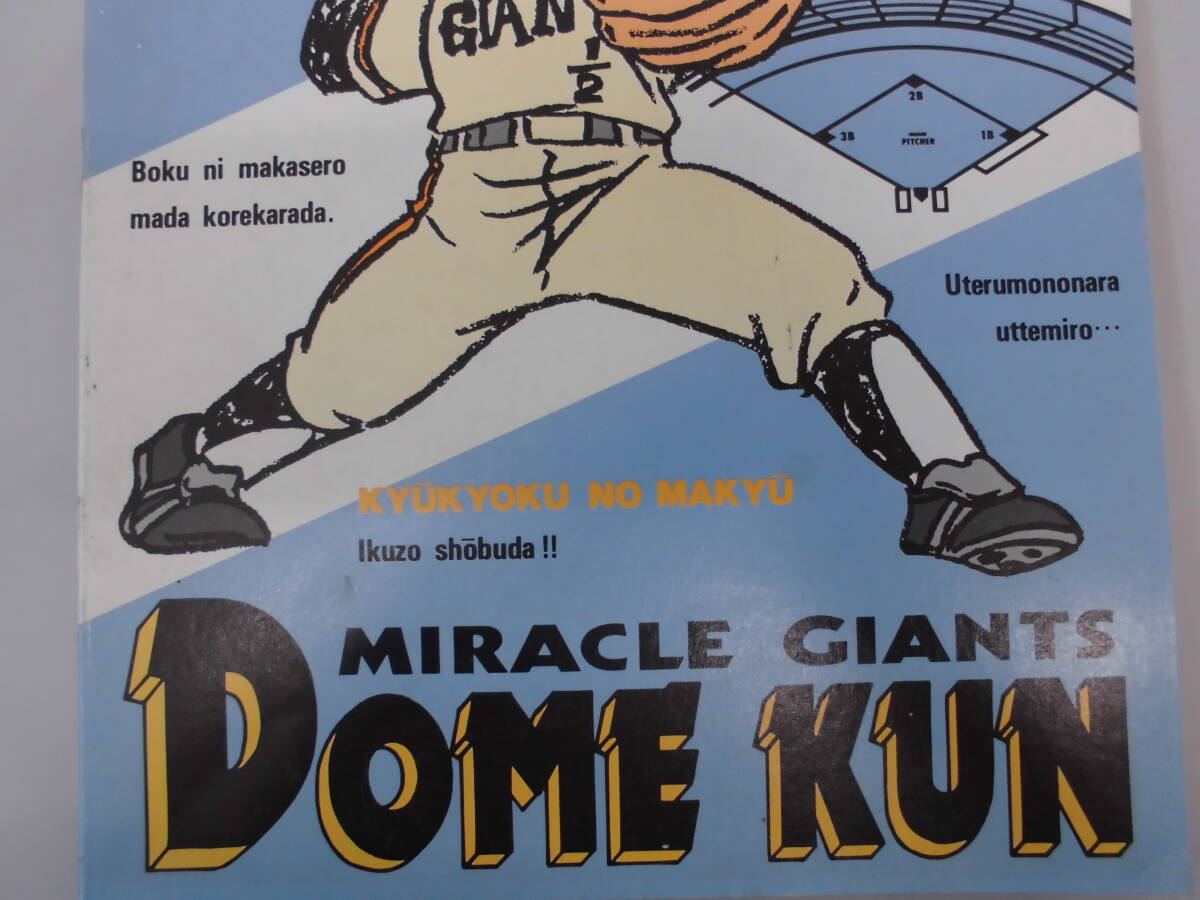 GIAN
1/2
2B
3B
1B
PITCHER
Boku ni makasero
mada korekarada.
Uterumononara
uttemiro…
KYŪKYOKU NO MAKYŪ
Ikuzo shōbuda!!
MIRACLE GIANTS
DOME KUN